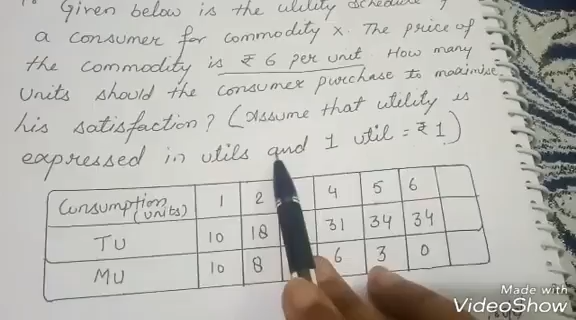 Given below is the utility schedule of
a consumer for commodity x. The price of
the commodity is ₹ 6 per unit. How many
units should the consumer purchase to maximise
his satisfaction? (Assume that utility is
expressed in utils and 1 util = ₹ 1)
Consumption (units) 1 2 4 5 6
TU 10 18 31 34 34
MU 10 8 6 3 0
Made with
VideoShow